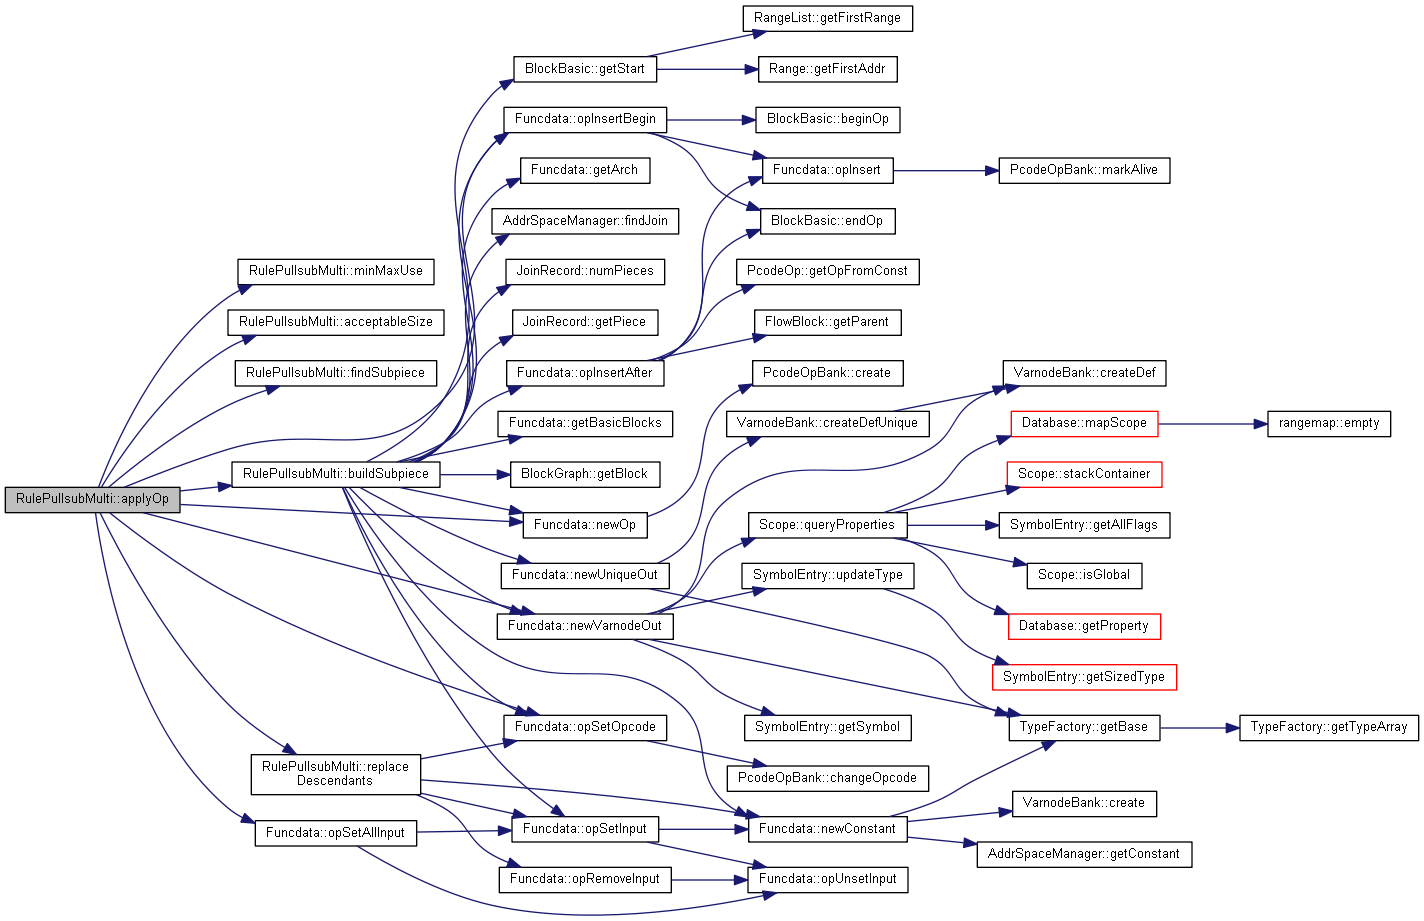 RangeList::getFirstRange
BlockBasic::getStart
Range::getFirstAddr
Funcdata::opInsertBegin
BlockBasic::beginOp
Funcdata::getArch
Funcdata::opInsert
PcodeOpBank::markAlive
AddrSpaceManager::findJoin
BlockBasic::endOp
RulePullsubMulti::minMaxUse
JoinRecord::numPieces
PcodeOp::getOpFromConst
RulePullsubMulti::acceptableSize
JoinRecord::getPiece
FlowBlock::getParent
RulePullsubMulti::findSubpiece
Funcdata::opInsertAfter
PcodeOpBank::create
VarnodeBank::createDef
Funcdata::getBasicBlocks
VarnodeBank::createDefUnique
Database::mapScope
rangemap::empty
RulePullsubMulti::buildSubpiece
BlockGraph::getBlock
Scope::stackContainer
RulePullsubMulti::applyOp
Funcdata::newOp
Scope::queryProperties
SymbolEntry::getAllFlags
Funcdata::newUniqueOut
SymbolEntry::updateType
Scope::isGlobal
Funcdata::newVarnodeOut
Database::getProperty
SymbolEntry::getSizedType
Funcdata::opSetOpcode
SymbolEntry::getSymbol
TypeFactory::getBase
TypeFactory::getTypeArray
RulePullsubMulti::replace
Descendants
PcodeOpBank::changeOpcode
VarnodeBank::create
Funcdata::opSetAllInput
Funcdata::opSetInput
Funcdata::newConstant
AddrSpaceManager::getConstant
Funcdata::opRemoveInput
Funcdata::opUnsetInput